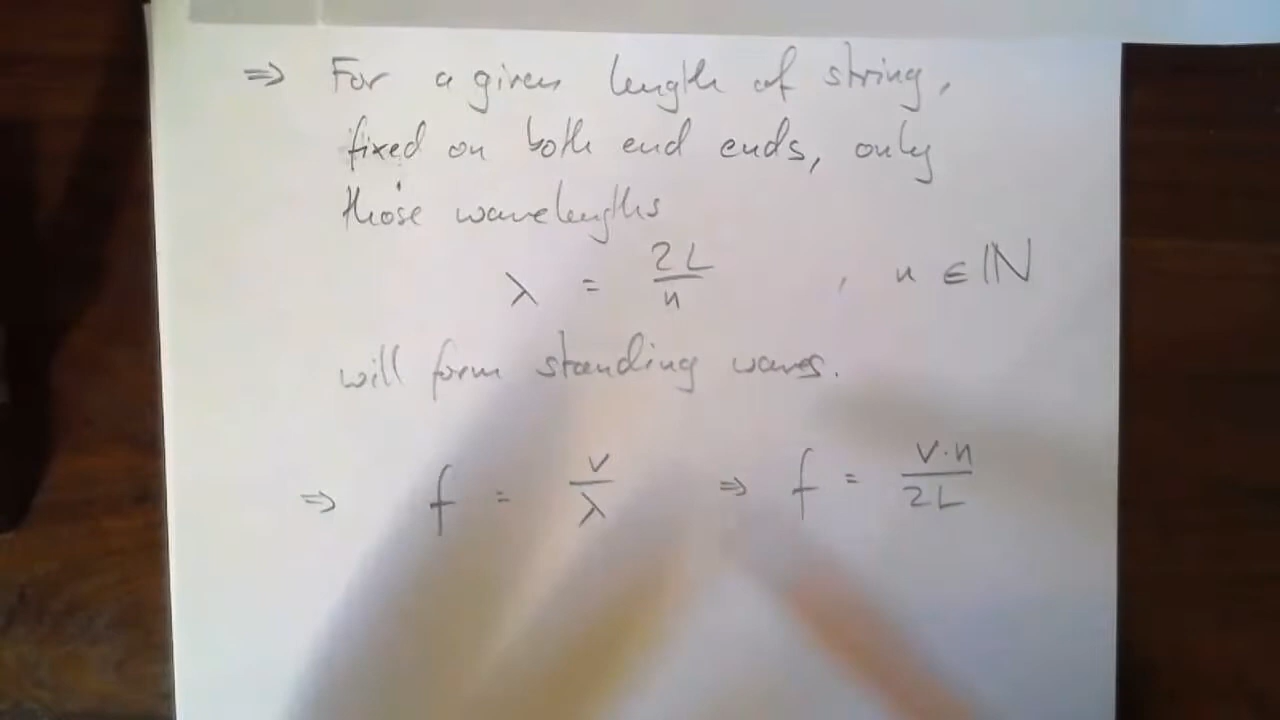 ⇒ For a given length of string,
fixed on both end ends, only
those wavelengths
λ = 2L/n , n ∈ ℕ
will form standing waves.
⇒ f = v/λ ⇒ f = v·n/2L